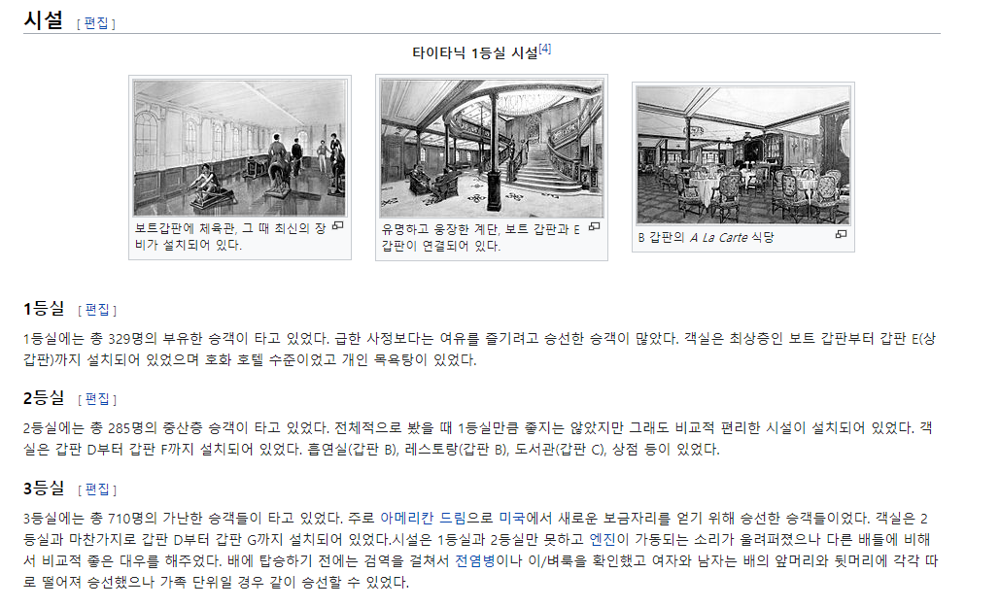 시설 [ 편집 ]
타이타닉 1등실 시설[4]
보트갑판에 체육관, 그 때 최신의 장
비가 설치되어 있다.
유명하고 웅장한 계단, 보트 갑판과 E
갑판이 연결되어 있다.
B 갑판의 A La Carte 식당
1등실 [ 편집 ]
1등실에는 총 329명의 부유한 승객이 타고 있었다. 급한 사정보다는 여유를 즐기려고 승선한 승객이 많았다. 객실은 최상층인 보트 갑판부터 갑판 E(상
갑판)까지 설치되어 있었으며 호화 호텔 수준이었고 개인 목욕탕이 있었다.
2등실 [ 편집 ]
2등실에는 총 285명의 중산층 승객이 타고 있었다. 전체적으로 봤을 때 1등실만큼 좋지는 않았지만 그래도 비교적 편리한 시설이 설치되어 있었다. 객
실은 갑판 D부터 갑판 F까지 설치되어 있었다. 흡연실(갑판 B), 레스토랑(갑판 B), 도서관(갑판 C), 상점 등이 있었다.
3등실 [ 편집 ]
3등실에는 총 710명의 가난한 승객들이 타고 있었다. 주로 아메리칸 드림으로 미국에서 새로운 보금자리를 얻기 위해 승선한 승객들이었다. 객실은 2
등실과 마찬가지로 갑판 D부터 갑판 G까지 설치되어 있었다.시설은 1등실과 2등실만 못하고 엔진이 가동되는 소리가 울려퍼졌으나 다른 배들에 비해
서 비교적 좋은 대우를 해주었다. 배에 탑승하기 전에는 검역을 걸쳐서 전염병이나 이/벼룩을 확인했고 여자와 남자는 배의 앞머리와 뒷머리에 각각 따
로 떨어져 승선했으나 가족 단위일 경우 같이 승선할 수 있었다.